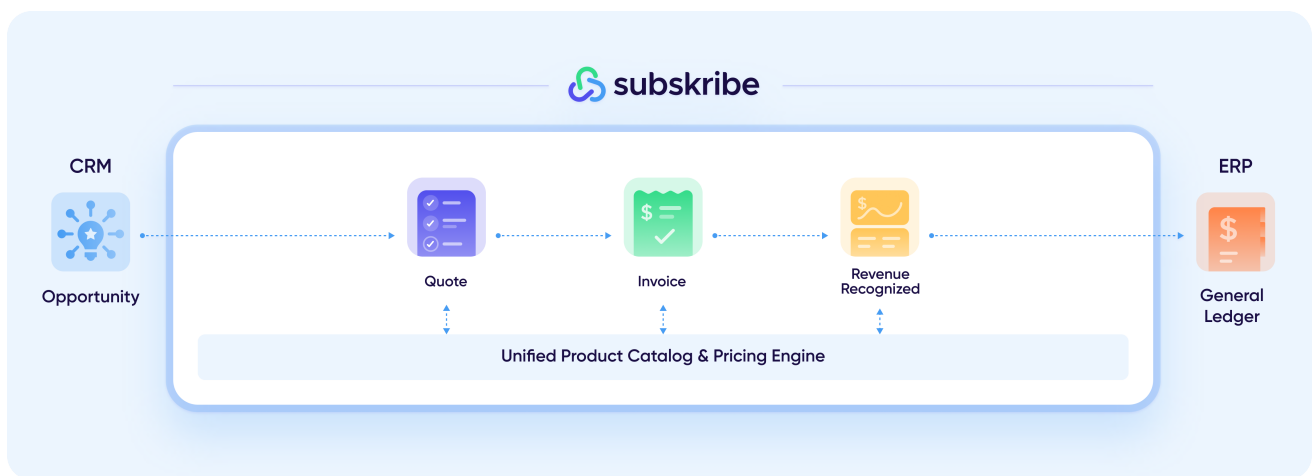 subskribe
CRM
Opportunity
Quote
$
Invoice
$
Revenue
Recognized
ERP
$
General
Ledger
Unified Product Catalog & Pricing Engine